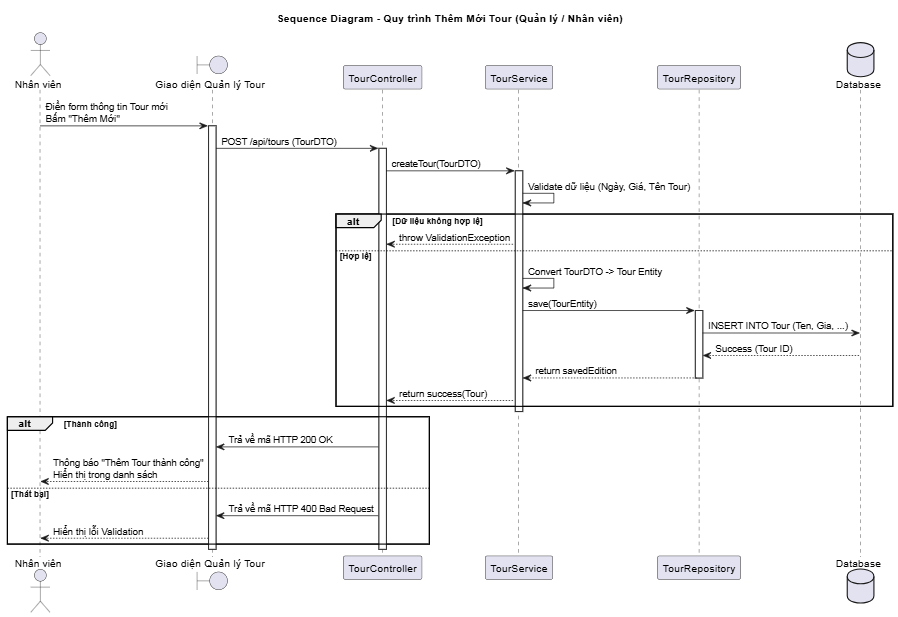 Sequence Diagram - Quy trình Thêm Mới Tour (Quản lý / Nhân viên)
Nhân viên
Giao diện Quản lý Tour
TourController
TourService
TourRepository
Database
Điền form thông tin Tour mới
Bấm "Thêm Mới"
POST /api/tours (TourDTO)
createTour(TourDTO)
Validate dữ liệu (Ngày, Giá, Tên Tour)
alt
[Dữ liệu không hợp lệ]
throw ValidationException
[Hợp lệ]
Convert TourDTO -> Tour Entity
save(TourEntity)
INSERT INTO Tour (Ten, Gia, ...)
Success (Tour ID)
return savedEdition
return success(Tour)
alt
[Thành công]
Trả về mã HTTP 200 OK
Thông báo "Thêm Tour thành công"
Hiển thị trong danh sách
[Thất bại]
Trả về mã HTTP 400 Bad Request
Hiển thị lỗi Validation
Nhân viên
Giao diện Quản lý Tour
TourController
TourService
TourRepository
Database